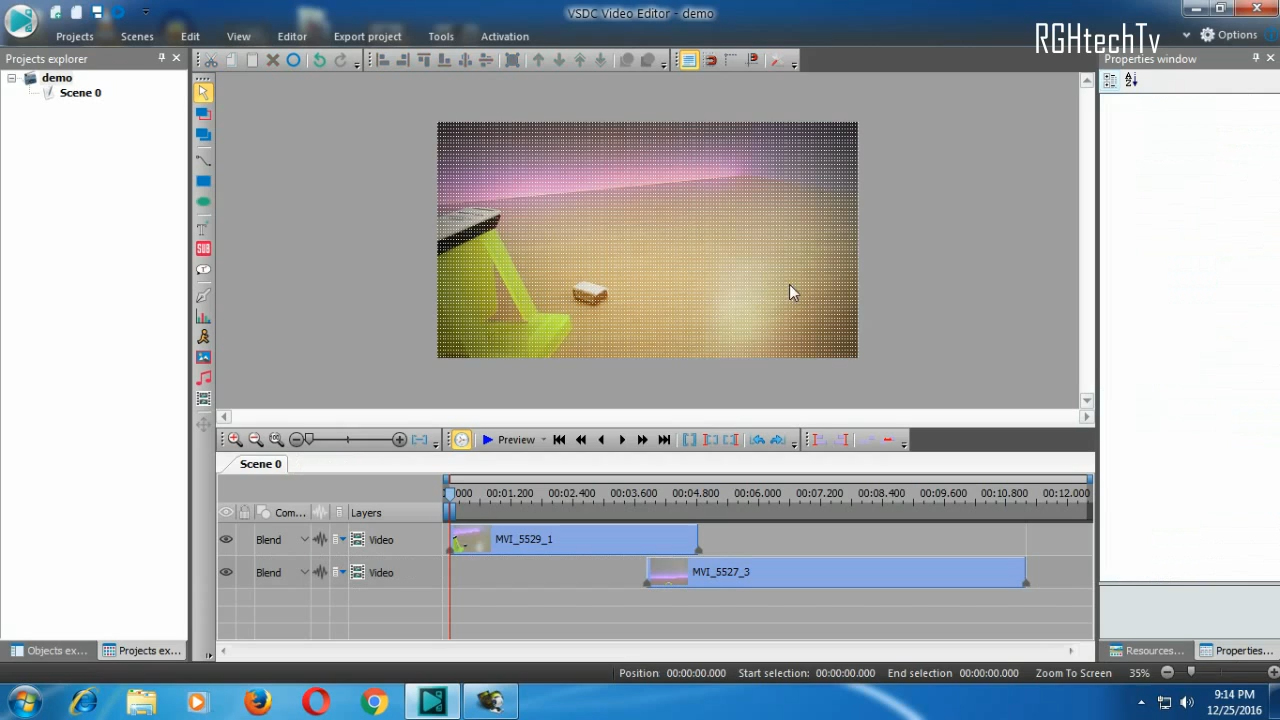 VSDC Video Editor - demo
RGHtechTv
Projects Scenes Edit View Editor Export project Tools Activation Options
Projects explorer
Properties window
demo
Scene 0
T
SUB
T
Preview
Scene 0
000 00:01.200 00:02.400 00:03.600 00:04.800 00:06.000 00:07.200 00:08.400 00:09.600 00:10.800 00:12.000
Com... Layers
Blend Video MVI_5529_1
Blend Video MVI_5527_3
Objects ex... Projects ex...
Resources... Properties...
Position: 00:00:00.000 Start selection: 00:00:00.000 End selection: 00:00:00.000 Zoom To Screen 35%
9:14 PM
12/25/2016